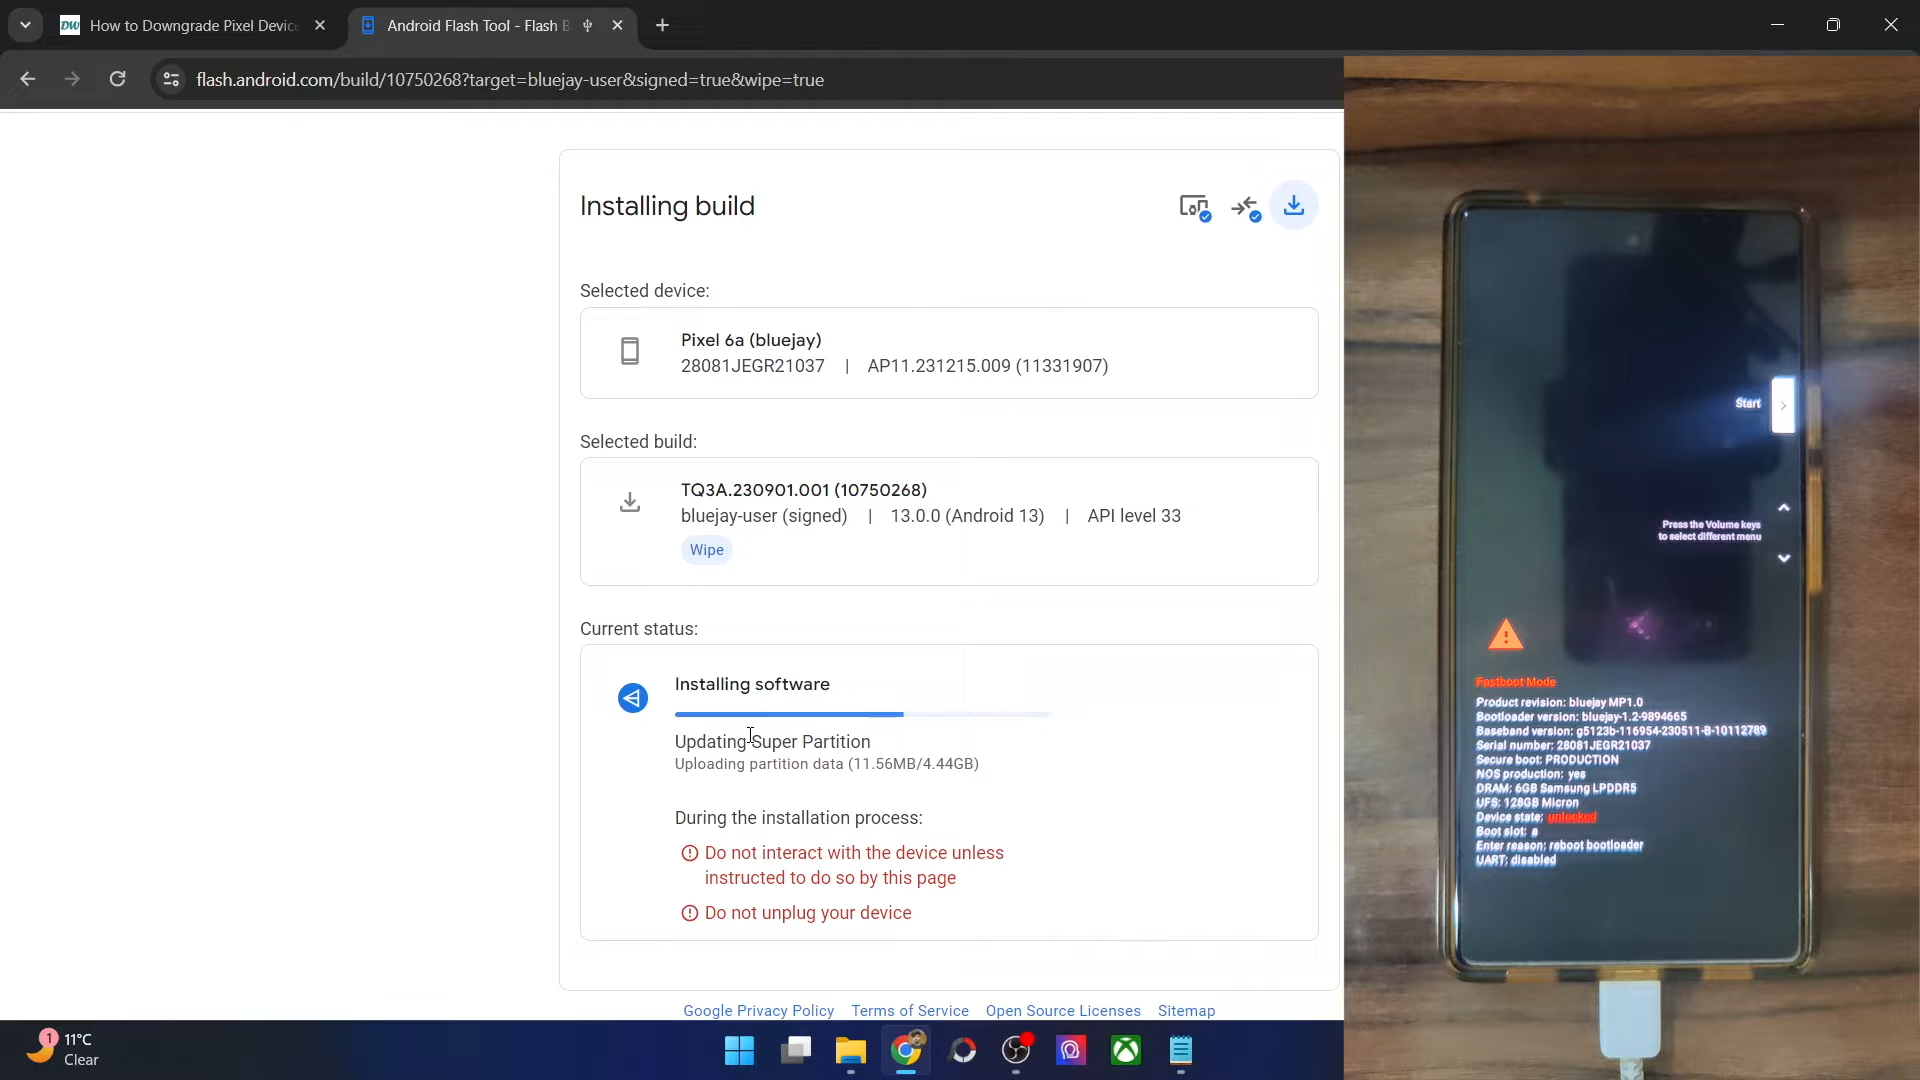 How to Downgrade Pixel Device
Android Flash Tool - Flash B
flash.android.com/build/10750268?target=bluejay-user&signed=true&wipe=true
Installing build
Selected device:
Pixel 6a (bluejay)
28081JEGR21037 | AP11.231215.009 (11331907)
Selected build:
TQ3A.230901.001 (10750268)
bluejay-user (signed) | 13.0.0 (Android 13) | API level 33
Wipe
Current status:
Installing software
Updating Super Partition
Uploading partition data (11.56MB/4.44GB)
During the installation process:
Do not interact with the device unless
instructed to do so by this page
Do not unplug your device
Google Privacy Policy Terms of Service Open Source Licenses Sitemap
1
11°C
Clear
Start
Press the Volume keys
to select different menu
Fastboot Mode
Product revision: bluejay MP1.0
Bootloader version: bluejay-1.2-9894665
Baseband version: g5123b-116954-230511-B-10112789
Serial number: 28081JEGR21037
Secure boot: PRODUCTION
NOS production: yes
DRAM: 6GB Samsung LPDDR5
UFS: 128GB Micron
Device state: unlocked
Boot slot: a
Enter reason: reboot bootloader
UART: disabled